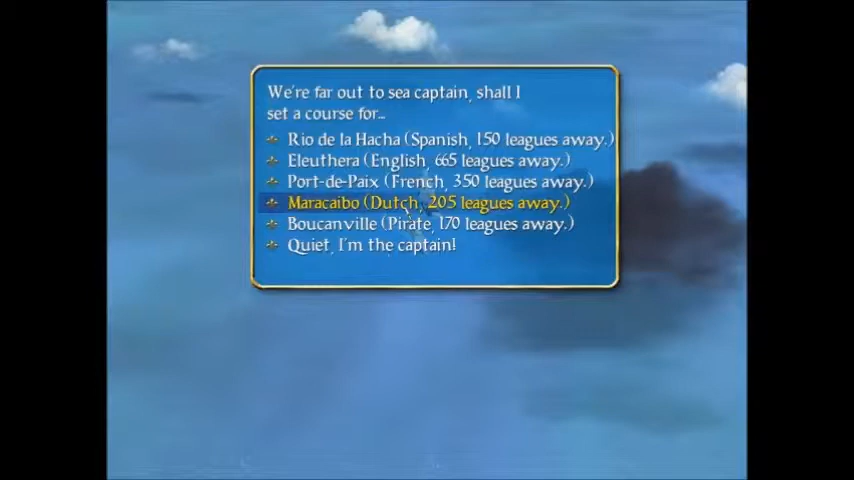 We're far out to sea captain, shall I
set a course for...
Rio de la Hacha (Spanish, 150 leagues away.)
Eleuthera (English, 665 leagues away.)
Port-de-Paix (French, 350 leagues away.)
Maracaibo (Dutch, 205 leagues away.)
Boucanville (Pirate, 170 leagues away.)
Quiet, I'm the captain!